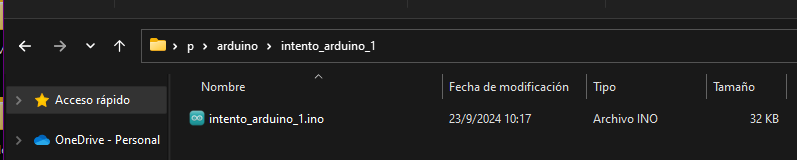 p > arduino > intento_arduino_1
Nombre Fecha de modificación Tipo Tamaño
Acceso rápido
intento_arduino_1.ino 23/9/2024 10:17 Archivo INO 32 KB
OneDrive - Personal